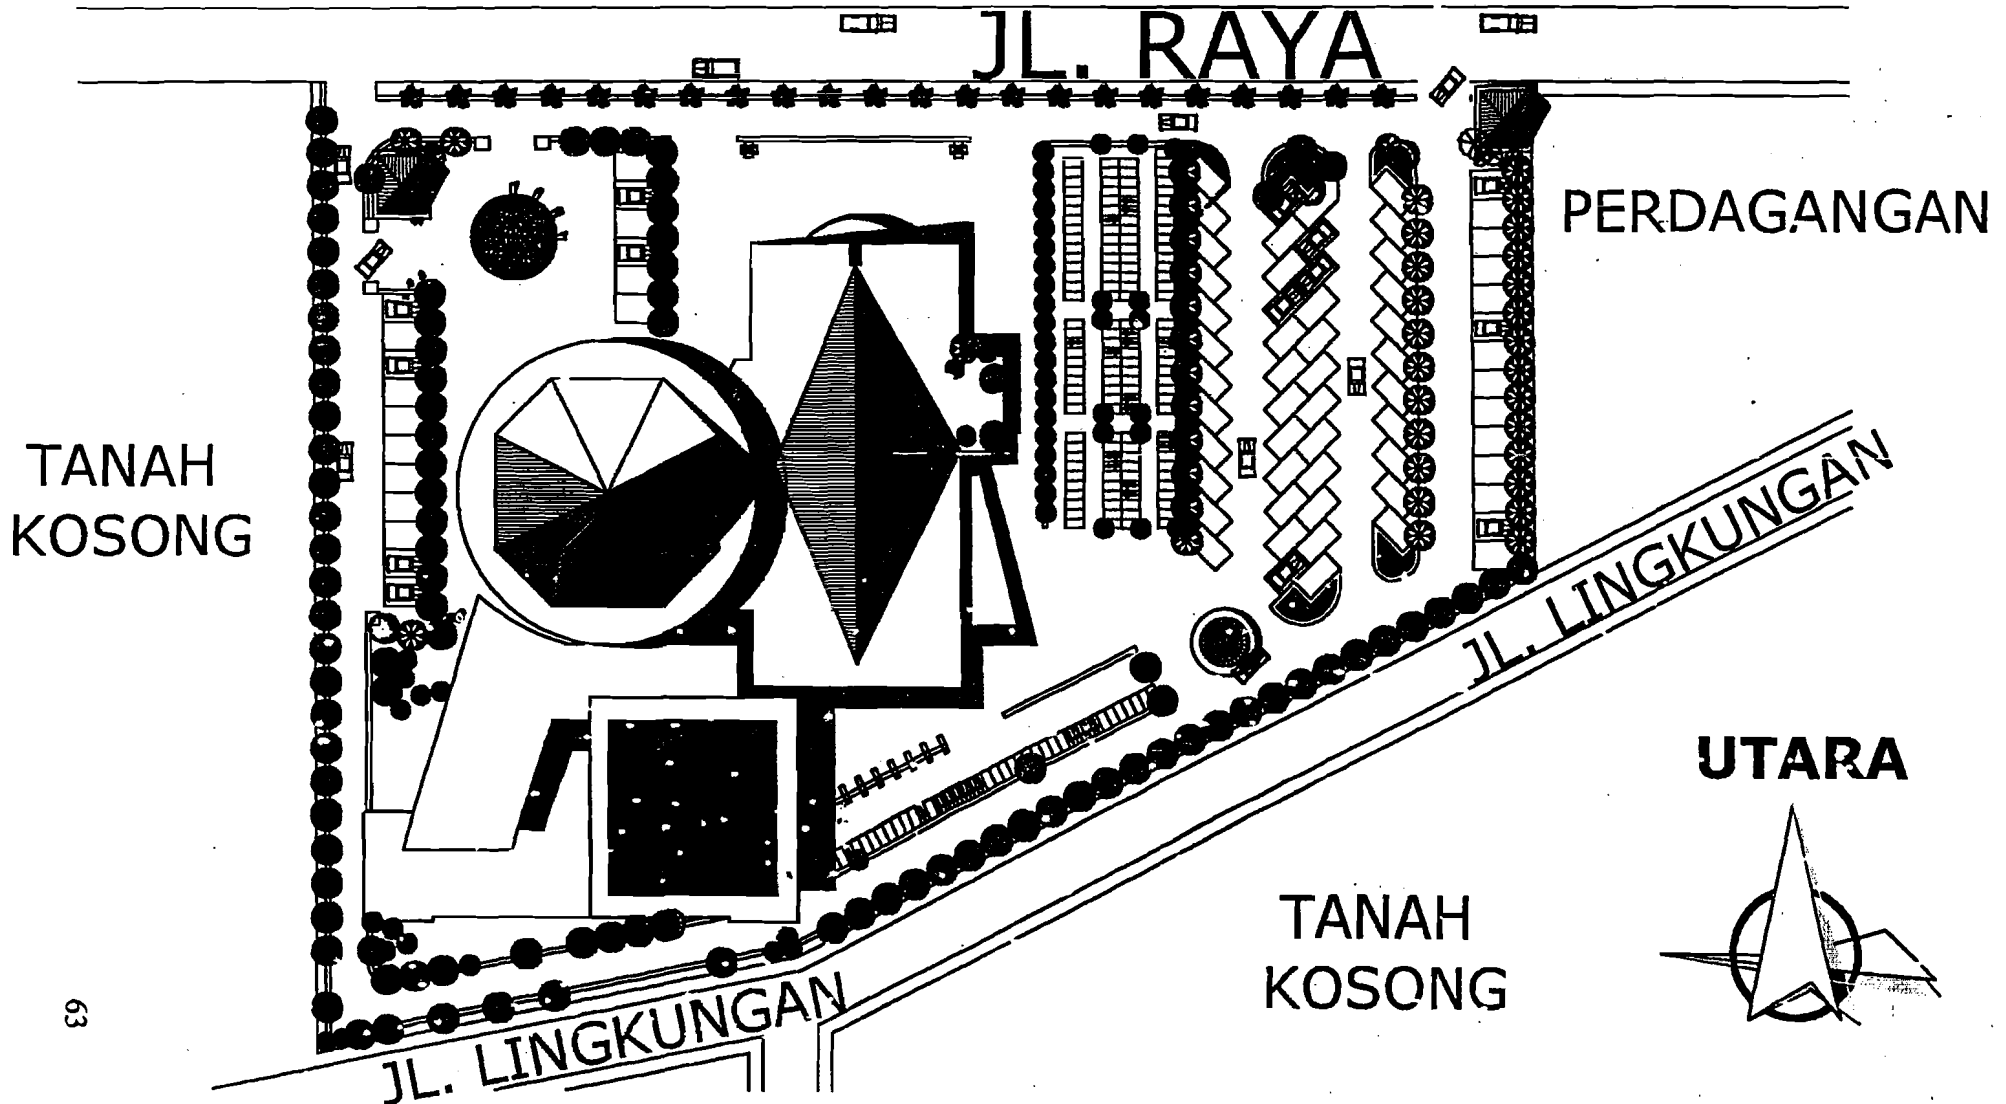 JL. RAYA
PERDAGANGAN
TANAH
KOSONG
JL. LINGKUNGAN
UTARA
TANAH
KOSONG
JL. LINGKUNGAN
63